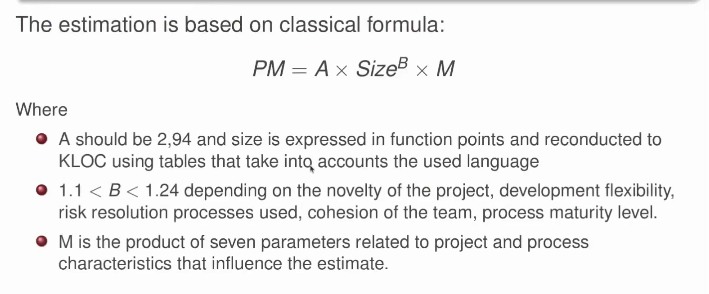 The estimation is based on classical formula:
PM = A × Size^B × M
Where
A should be 2,94 and size is expressed in function points and reconducted to
KLOC using tables that take into accounts the used language
1.1 < B < 1.24 depending on the novelty of the project, development flexibility,
risk resolution processes used, cohesion of the team, process maturity level.
M is the product of seven parameters related to project and process
characteristics that influence the estimate.